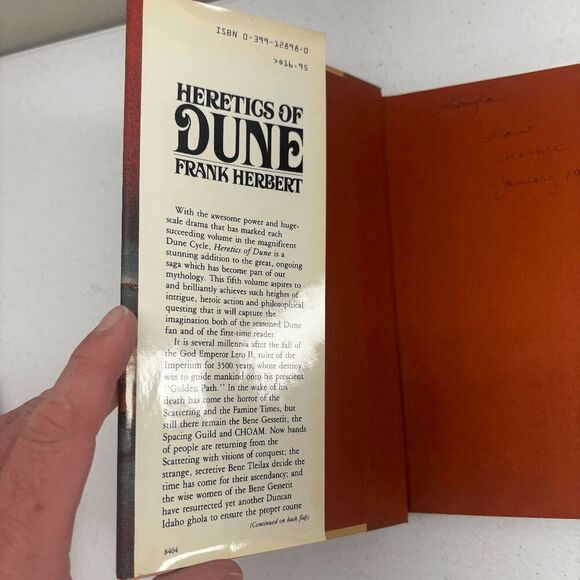 ISBN 0-399-12898-0
>$16.95
HERETICS OF
DUNE
FRANK HERBERT
With the awesome power and huge-
scale drama that has marked each
succeeding volume in the magnificent
Dune Cycle, Heretics of Dune is a
stunning addition to the great, ongoing
saga which has become part of our
mythology. This fifth volume aspires to
and brilliantly achieves such heights of
intrigue, heroic action and philosophical
questing that it will capture the
imagination both of the seasoned Dune
fan and of the first-time reader.
It is several millennia after the fall of
the God Emperor Leto II, ruler of the
Imperium for 3500 years, whose destiny
was to guide mankind onto his prescient
"Golden Path." In the wake of his
death has come the horror of the
Scattering and the Famine Times, but
still there remain the Bene Gesserit, the
Spacing Guild and CHOAM. Now bands
of people are returning from the
Scattering with visions of conquest; the
strange, secretive Bene Tleilax decide the
time has come for their ascendancy; and
the wise women of the Bene Gesserit
have resurrected yet another Duncan
Idaho ghola to ensure the proper course
(Continued on back flap)
8404
Love
norma
January 19